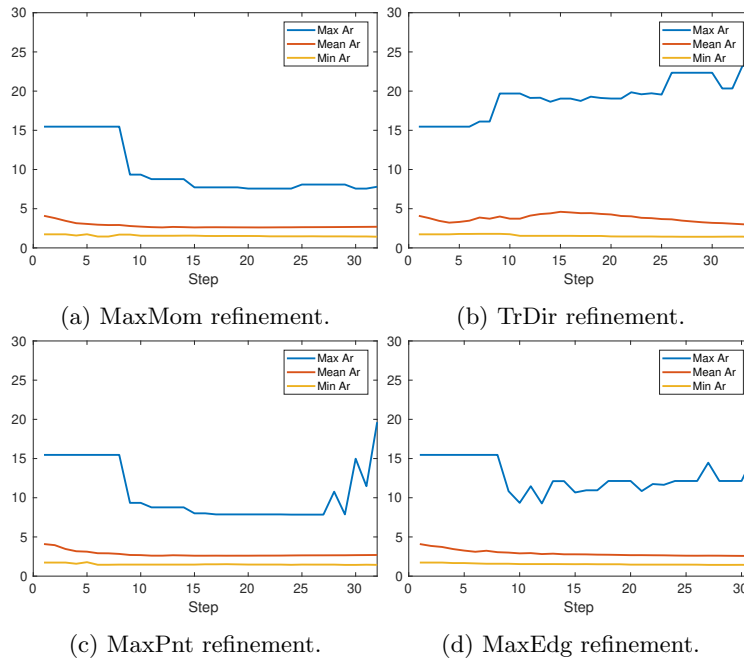 30
25
20
15
10
5
0
0 5 10 15 20 25 30
Step
Max Ar
Mean Ar
Min Ar
(a) MaxMom refinement.
30
25
20
15
10
5
0
0 5 10 15 20 25 30
Step
Max Ar
Mean Ar
Min Ar
(b) TrDir refinement.
30
25
20
15
10
5
0
0 5 10 15 20 25 30
Step
Max Ar
Mean Ar
Min Ar
(c) MaxPnt refinement.
30
25
20
15
10
5
0
0 5 10 15 20 25 30
Step
Max Ar
Mean Ar
Min Ar
(d) MaxEdg refinement.